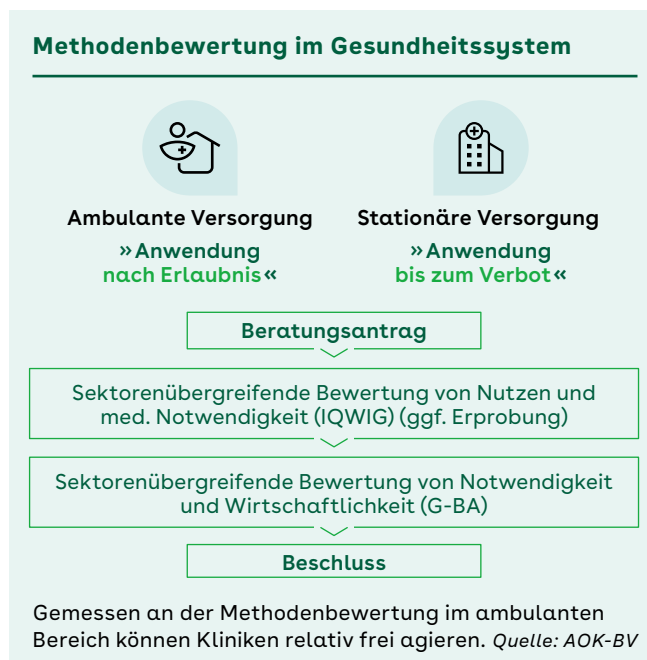 Methodenbewertung im Gesundheitssystem
Ambulante Versorgung
»Anwendung
nach Erlaubnis«
Stationäre Versorgung
»Anwendung
bis zum Verbot«
Beratungsantrag
Sektorenübergreifende Bewertung von Nutzen und
med. Notwendigkeit (IQWIG) (ggf. Erprobung)
Sektorenübergreifende Bewertung von Notwendigkeit
und Wirtschaftlichkeit (G-BA)
Beschluss
Gemessen an der Methodenbewertung im ambulanten
Bereich können Kliniken relativ frei agieren. Quelle: AOK-BV